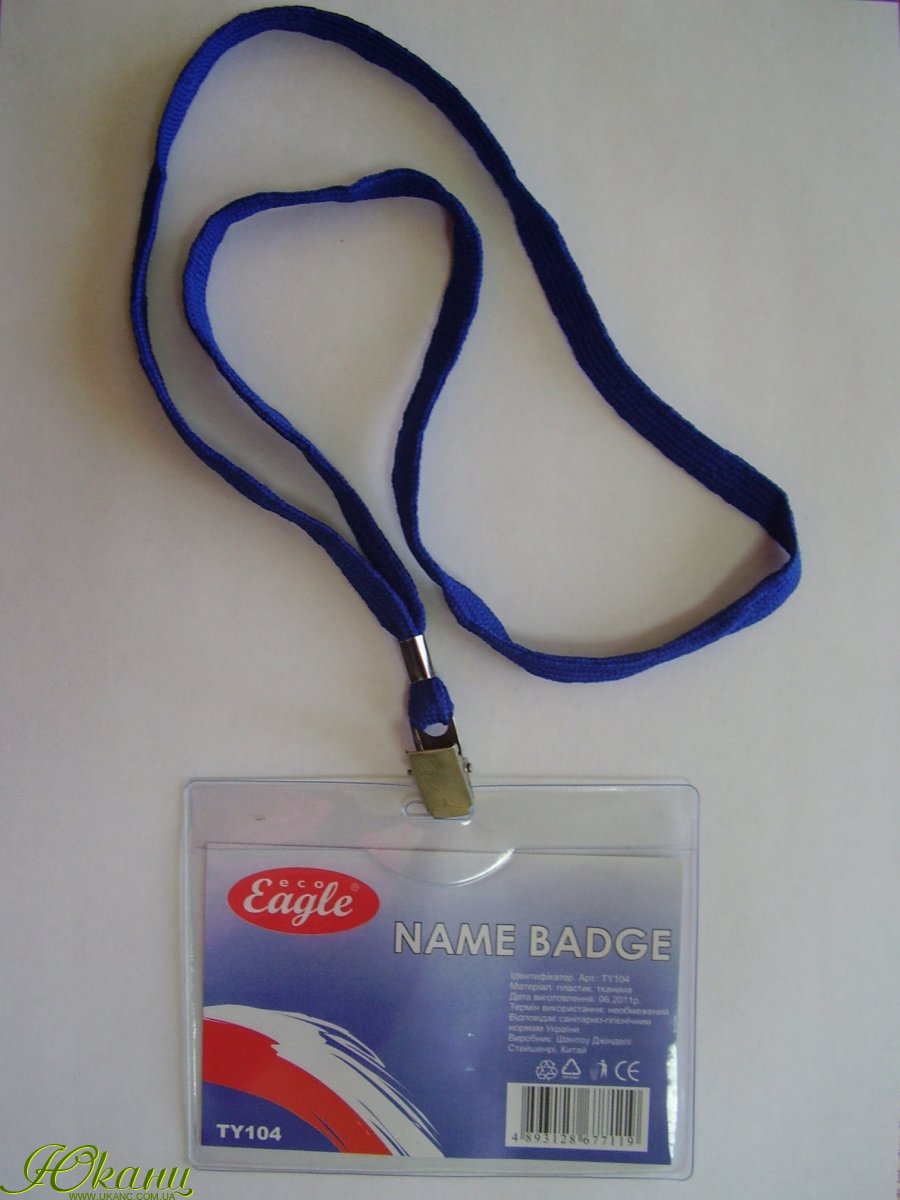 eco
Eagle®
NAME BADGE
Ідентифікатор. Арт.: TY104
Матеріал: пластик, тканина
Дата виготовлення: 06.2011р.
Термін використання: необмежений
Відповідає санітарно-гігієнічним
нормам України
Виробник: Шантоу Джінделі
Стейшенрі, Китай
CE
TY104
4 893128 677119
Юканц
WWW.UKANC.COM.UA